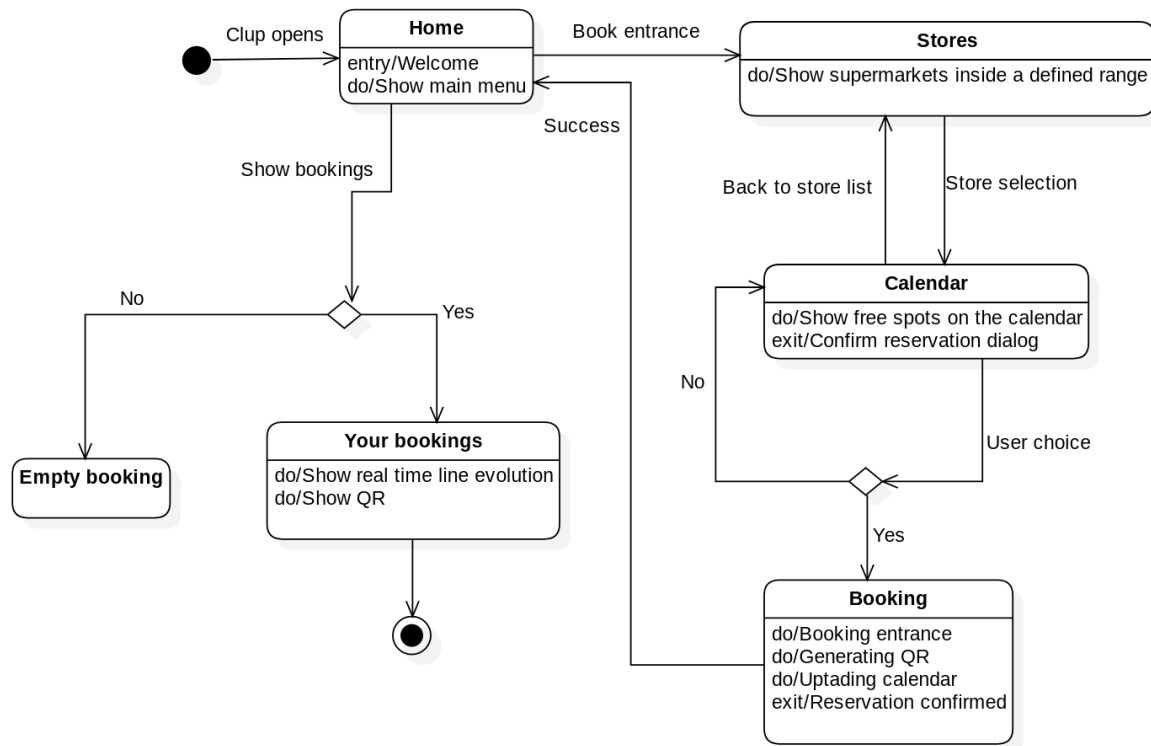 Clup opens
Home
entry/Welcome
do/Show main menu
Book entrance
Stores
do/Show supermarkets inside a defined range
Success
Show bookings
Back to store list
Store selection
No
Yes
Calendar
do/Show free spots on the calendar
exit/Confirm reservation dialog
No
User choice
Empty booking
Your bookings
do/Show real time line evolution
do/Show QR
Yes
Booking
do/Booking entrance
do/Generating QR
do/Uptading calendar
exit/Reservation confirmed